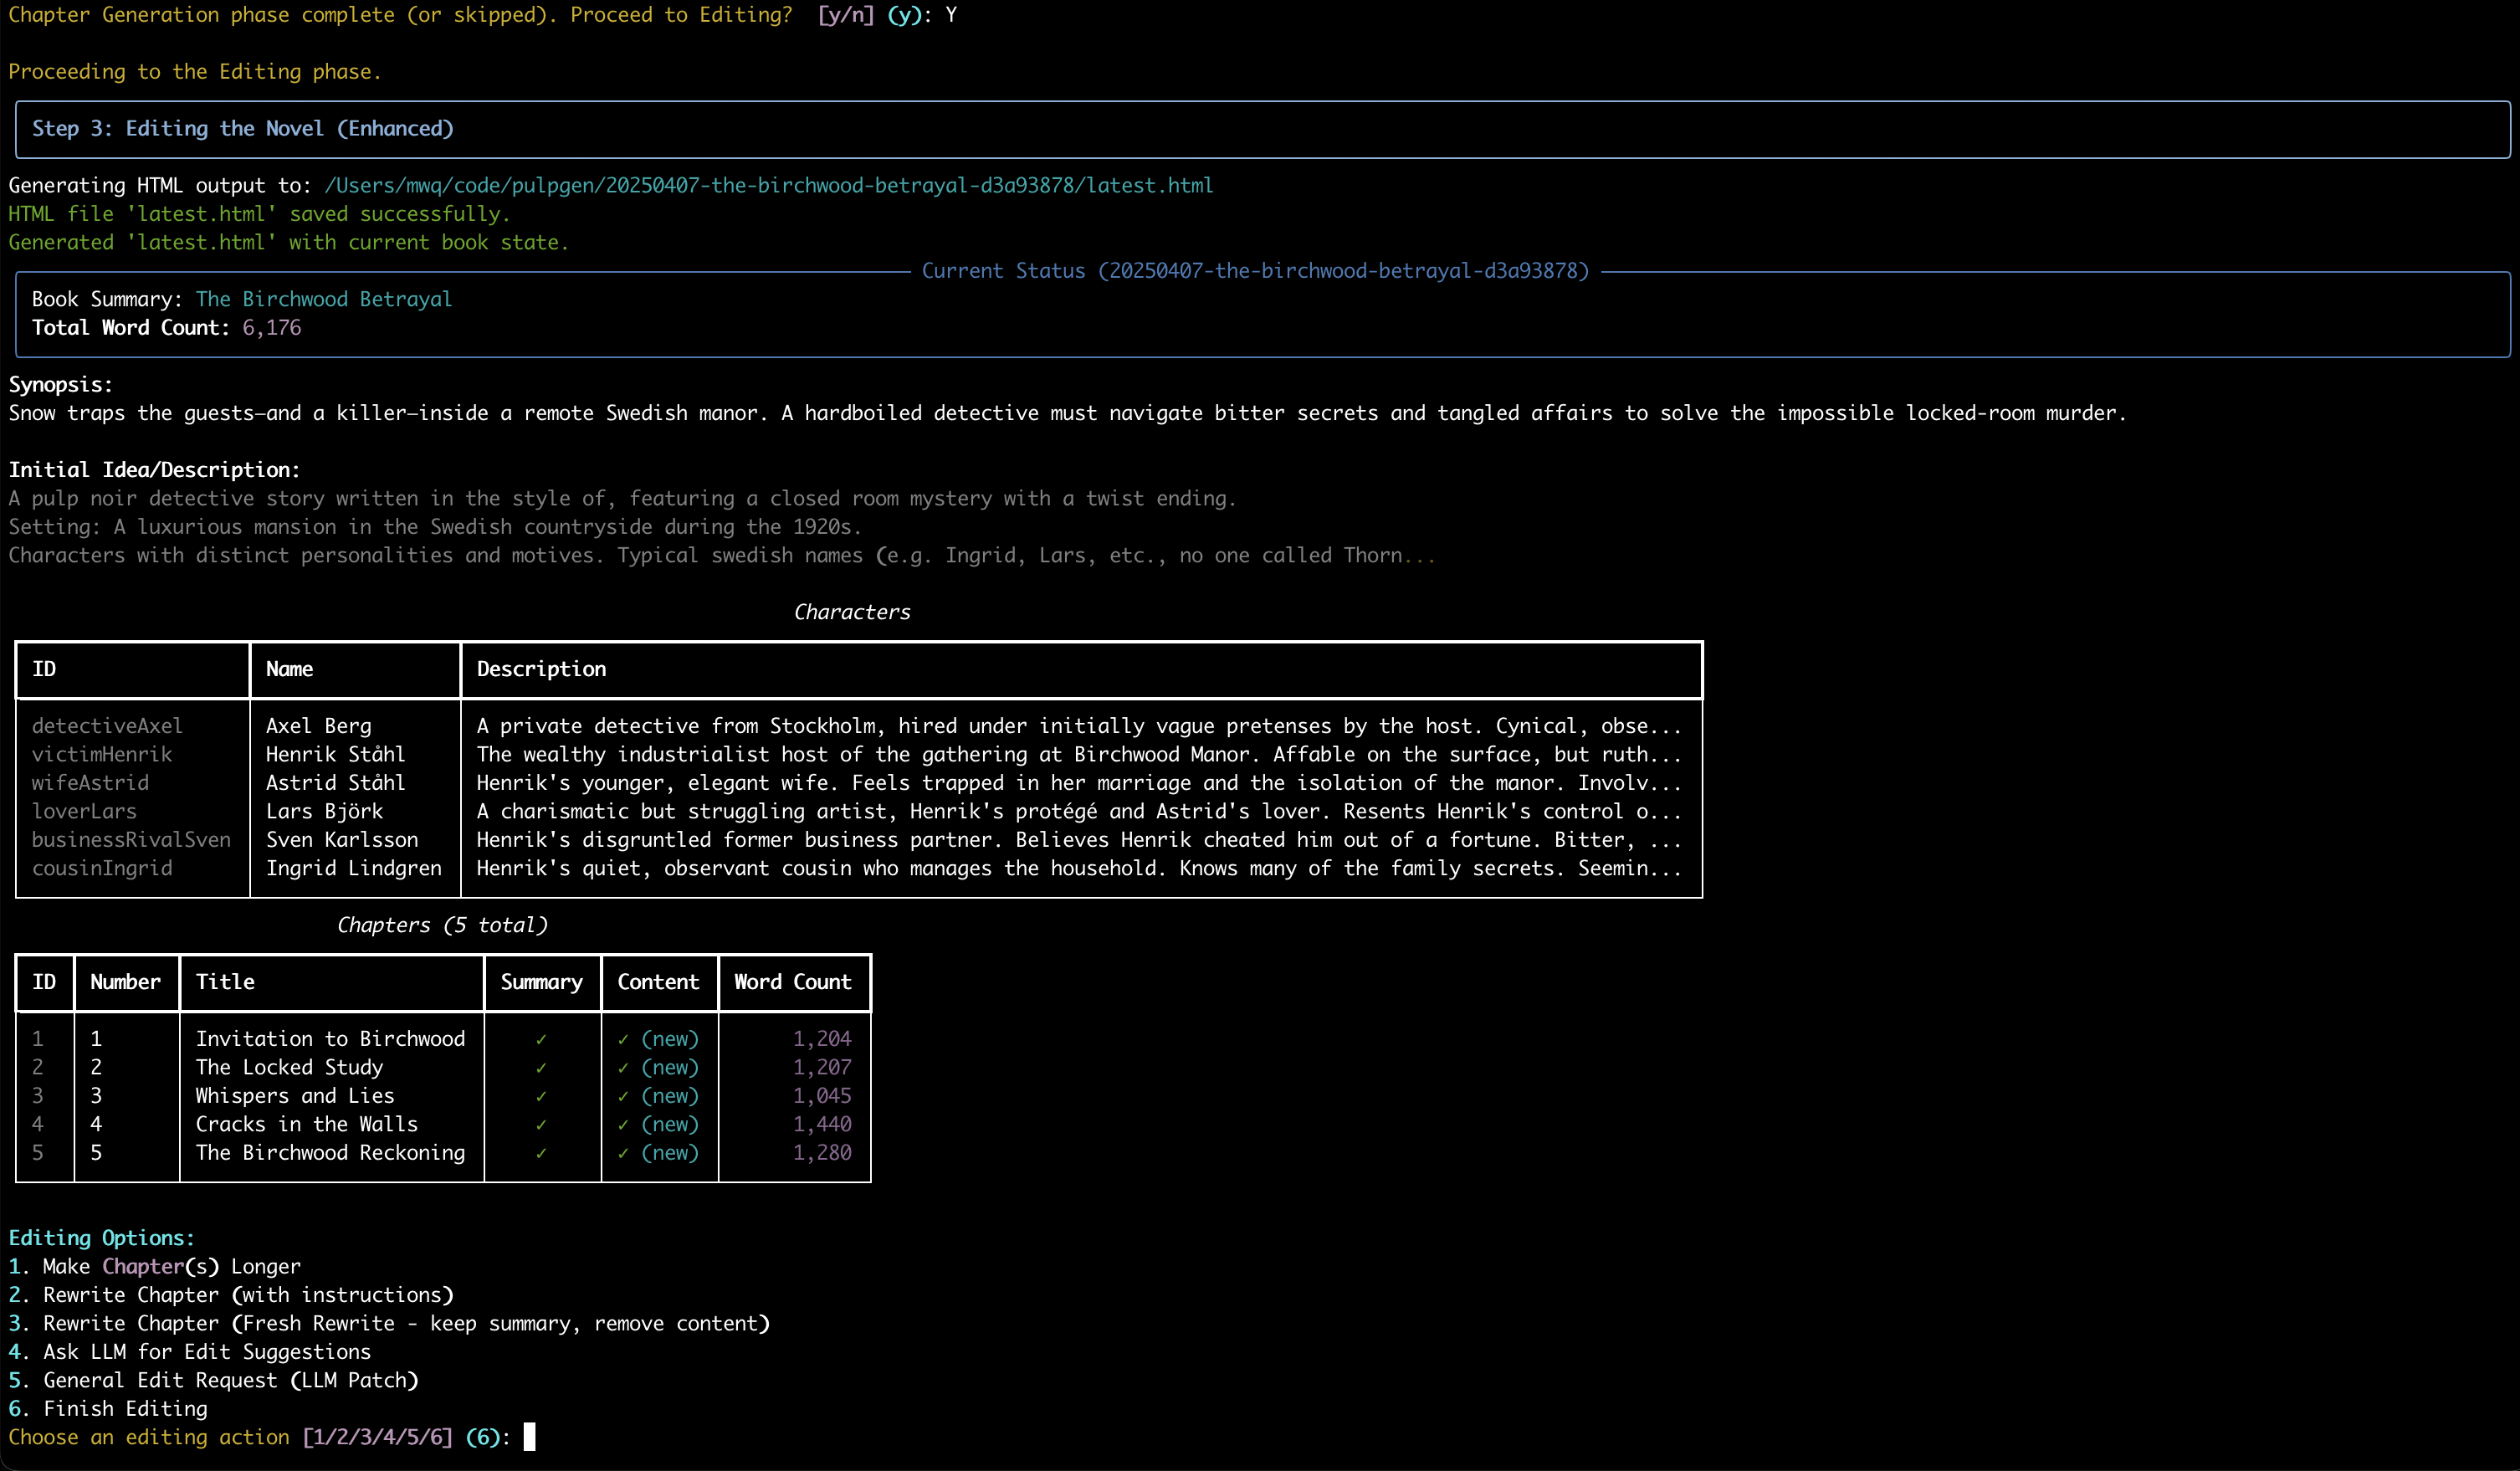 Chapter Generation phase complete (or skipped). Proceed to Editing?  [y/n] (y): Y
Proceeding to the Editing phase.
Step 3: Editing the Novel (Enhanced)
Generating HTML output to: /Users/mwq/code/pulpgen/20250407-the-birchwood-betrayal-d3a93878/latest.html
HTML file 'latest.html' saved successfully.
Generated 'latest.html' with current book state.
Current Status (20250407-the-birchwood-betrayal-d3a93878)
Book Summary: The Birchwood Betrayal
Total Word Count: 6,176
Synopsis:
Snow traps the guests—and a killer—inside a remote Swedish manor. A hardboiled detective must navigate bitter secrets and tangled affairs to solve the impossible locked-room murder.
Initial Idea/Description:
A pulp noir detective story written in the style of, featuring a closed room mystery with a twist ending.
Setting: A luxurious mansion in the Swedish countryside during the 1920s.
Characters with distinct personalities and motives. Typical swedish names (e.g. Ingrid, Lars, etc., no one called Thorn...
Characters
ID Name Description
detectiveAxel Axel Berg A private detective from Stockholm, hired under initially vague pretenses by the host. Cynical, obse...
victimHenrik Henrik Ståhl The wealthy industrialist host of the gathering at Birchwood Manor. Affable on the surface, but ruth...
wifeAstrid Astrid Ståhl Henrik's younger, elegant wife. Feels trapped in her marriage and the isolation of the manor. Involv...
loverLars Lars Björk A charismatic but struggling artist, Henrik's protégé and Astrid's lover. Resents Henrik's control o...
businessRivalSven Sven Karlsson Henrik's disgruntled former business partner. Believes Henrik cheated him out of a fortune. Bitter, ...
cousinIngrid Ingrid Lindgren Henrik's quiet, observant cousin who manages the household. Knows many of the family secrets. Seemin...
Chapters (5 total)
ID Number Title Summary Content Word Count
1 1 Invitation to Birchwood ✓ ✓ (new) 1,204
2 2 The Locked Study ✓ ✓ (new) 1,207
3 3 Whispers and Lies ✓ ✓ (new) 1,045
4 4 Cracks in the Walls ✓ ✓ (new) 1,440
5 5 The Birchwood Reckoning ✓ ✓ (new) 1,280
Editing Options:
1. Make Chapter(s) Longer
2. Rewrite Chapter (with instructions)
3. Rewrite Chapter (Fresh Rewrite - keep summary, remove content)
4. Ask LLM for Edit Suggestions
5. General Edit Request (LLM Patch)
6. Finish Editing
Choose an editing action [1/2/3/4/5/6] (6):